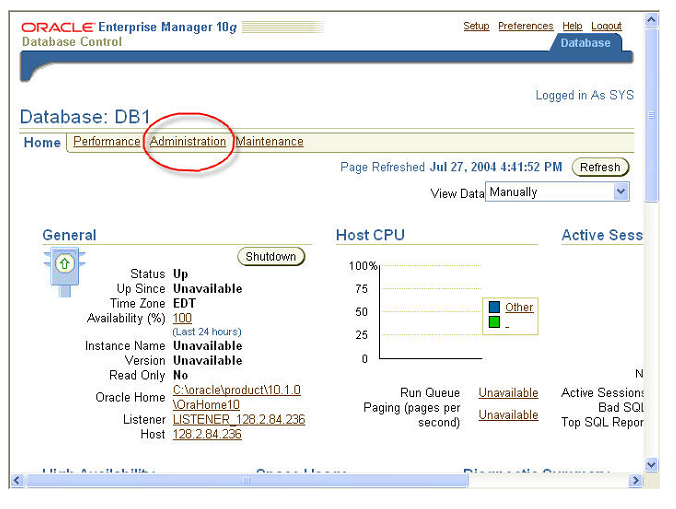 ORACLE Enterprise Manager 10g
Database Control
Setup Preferences Help Logout
Database
Logged in As SYS
Database: DB1
Home Performance Administration Maintenance
Page Refreshed Jul 27, 2004 4:41:52 PM Refresh
View Data Manually
General
Shutdown
Status Up
Up Since Unavailable
Time Zone EDT
Availability (%) 100
(Last 24 hours)
Instance Name Unavailable
Version Unavailable
Read Only No
Oracle Home C:\oracle\product\10.1.0
\OraHome10
Listener LISTENER_128.2.84.236
Host 128.2.84.236
Host CPU
100%
75
50
25
0
Other
-
Run Queue Unavailable
Paging (pages per
second) Unavailable
Active Sess
N
Active Sessions
Bad SQL
Top SQL Repor